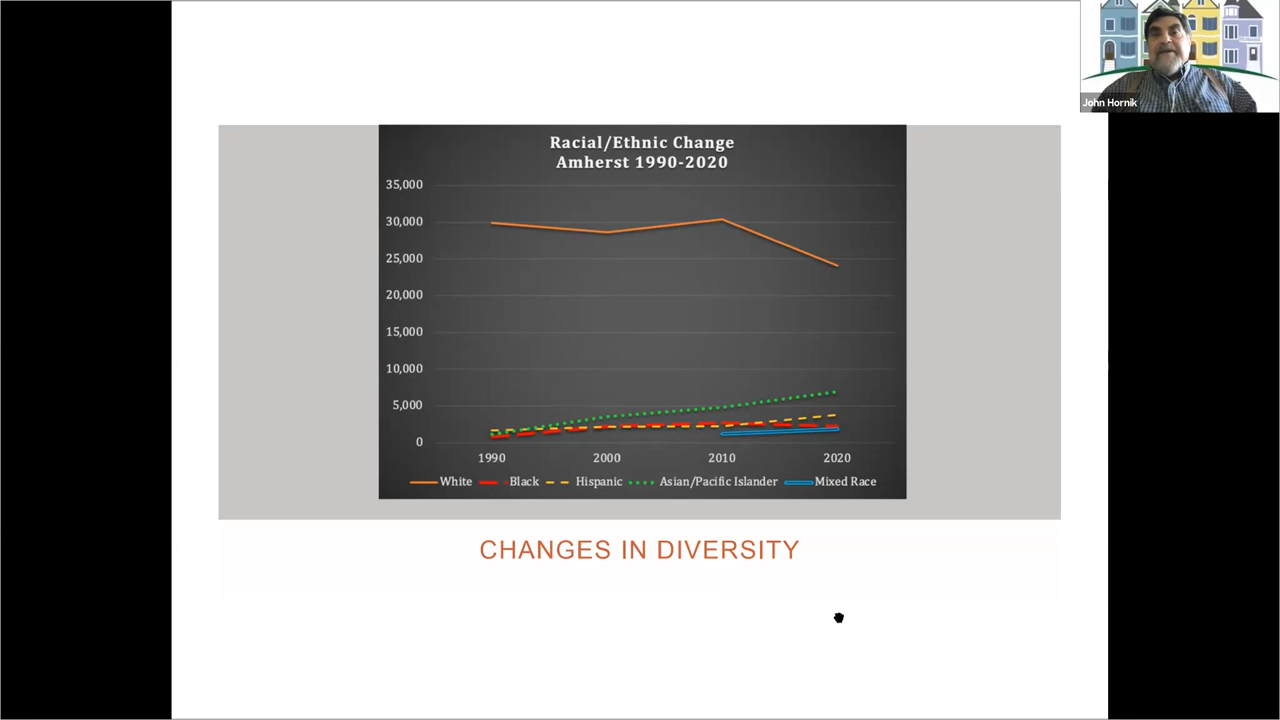 John Hornik
Racial/Ethnic Change
Amherst 1990-2020
35,000
30,000
25,000
20,000
15,000
10,000
5,000
0
1990 2000 2010 2020
White Black Hispanic Asian/Pacific Islander Mixed Race
CHANGES IN DIVERSITY